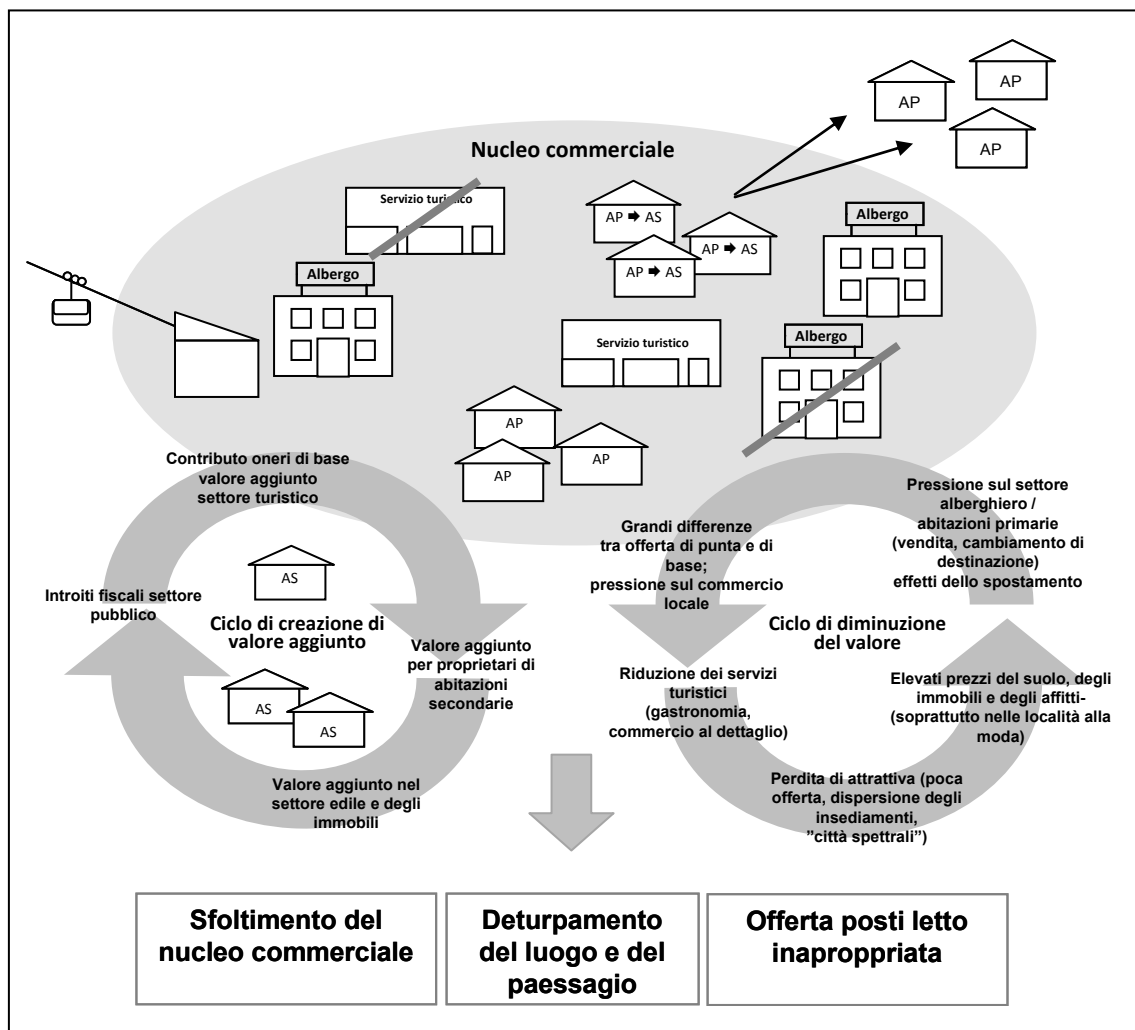 AP
AP
AP
Nucleo commerciale
Servizio turistico
AP ➡ AS
AP ➡ AS
AP ➡ AS
Albergo
Albergo
Servizio turistico
Albergo
AP
AP
AP
Contributo oneri di base
valore aggiunto
settore turistico
AS
Introiti fiscali settore
pubblico
Ciclo di creazione di
valore aggiunto
Valore aggiunto
per proprietari di
abitazioni
secondarie
AS
AS
Valore aggiunto nel
settore edile e degli
immobili
Grandi differenze
tra offerta di punta e di
base;
pressione sul commercio
locale
Pressione sul settore
alberghiero /
abitazioni primarie
(vendita, cambiamento di
destinazione)
effetti dello spostamento
Ciclo di diminuzione
del valore
Riduzione dei servizi
turistici
(gastronomia,
commercio al dettaglio)
Elevati prezzi del suolo, degli
immobili e degli affitti-
(soprattutto nelle località alla
moda)
Perdita di attrattiva (poca
offerta, dispersione degli
insediamenti,
”città spettrali”)
Sfoltimento del
nucleo commerciale
Deturpamento
del luogo e del
paessagio
Offerta posti letto
inaproppriata